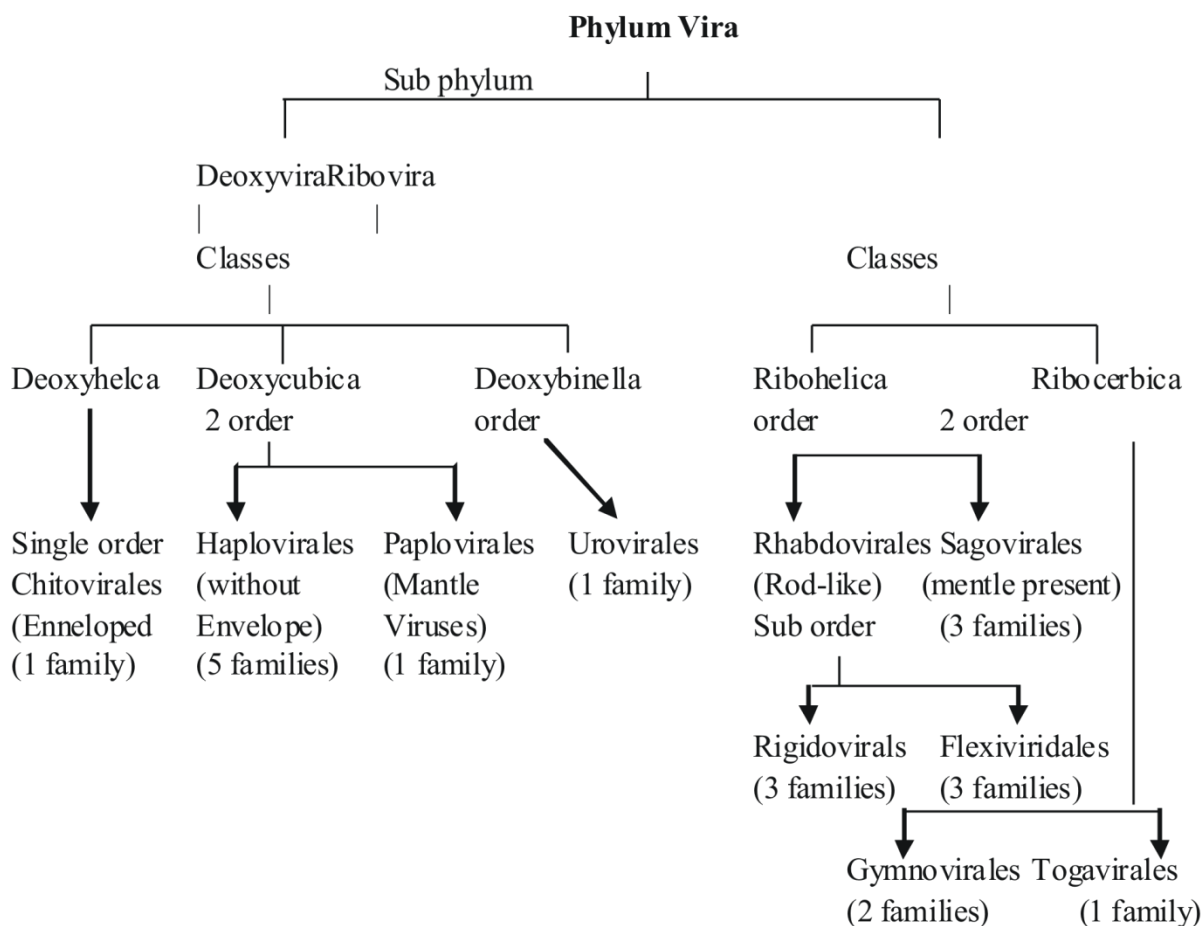 Phylum Vira
Sub phylum
DeoxyviraRibovira
Classes
Classes
Deoxyhelca
Deoxycubica
Deoxybinella
Ribohelica
Ribocerbica
2 order
order
order
2 order
Single order
Chitovirales
(Enneloped
(1 family)
Haplovirales
(without
Envelope)
(5 families)
Paplovirales
(Mantle
Viruses)
(1 family)
Urovirales
(1 family)
Rhabdovirales
(Rod-like)
Sub order
Sagovirales
(mentle present)
(3 families)
Rigidovirals
(3 families)
Flexiviridales
(3 families)
Gymnovirales
(2 families)
Togavirales
(1 family)